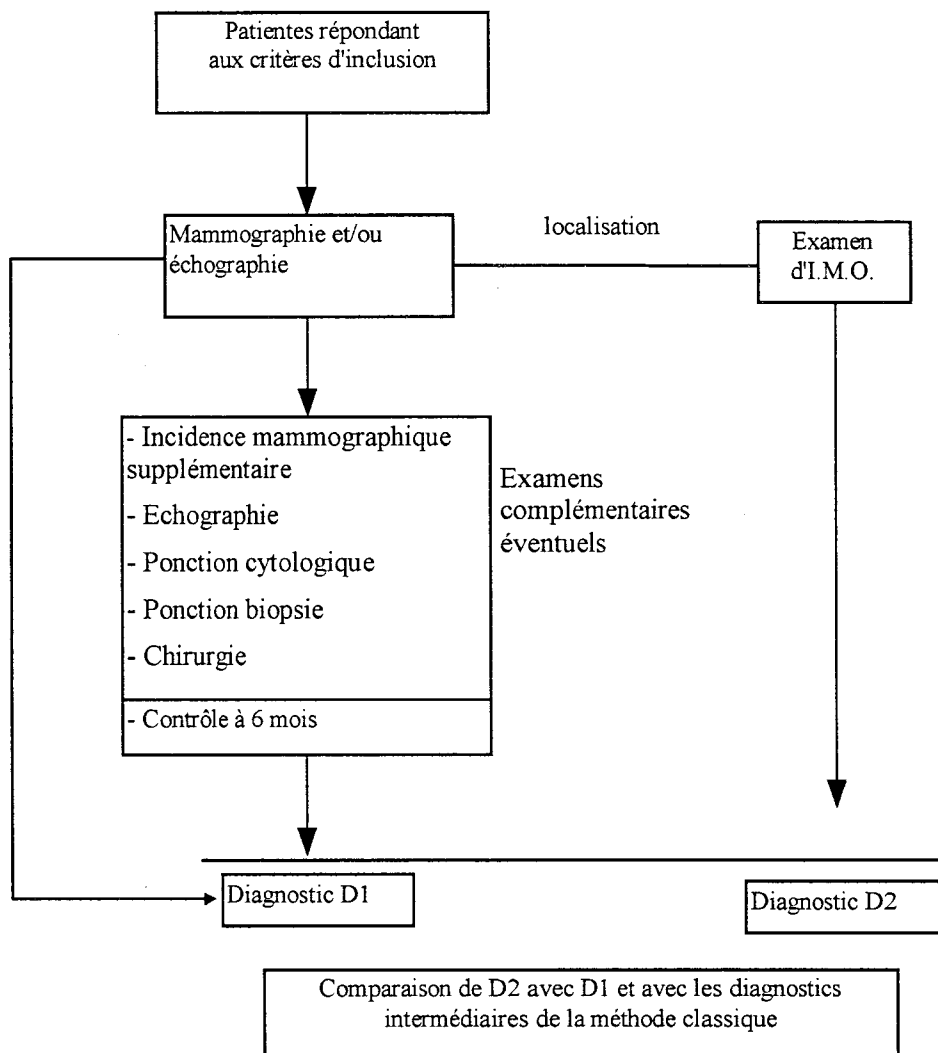 Patientes répondant
aux critères d'inclusion
Mammographie et/ou
échographie
localisation
Examen
d'I.M.O.
- Incidence mammographique
supplémentaire
- Echographie
- Ponction cytologique
- Ponction biopsie
- Chirurgie
- Contrôle à 6 mois
Examens
complémentaires
éventuels
Diagnostic D1
Diagnostic D2
Comparaison de D2 avec D1 et avec les diagnostics
intermédiaires de la méthode classique